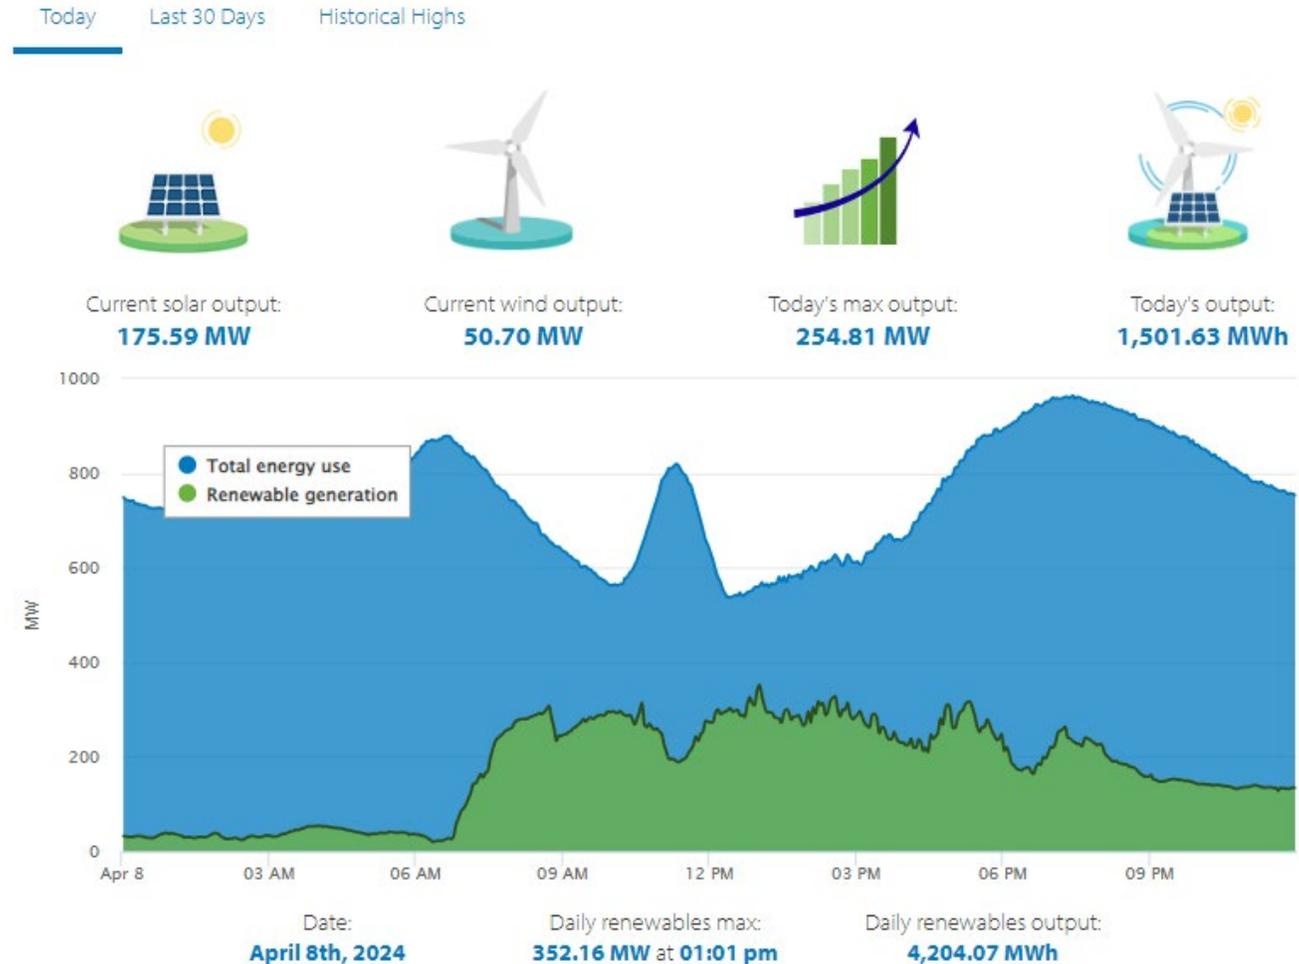 Today Last 30 Days Historical Highs
Current solar output: Current wind output: Today's max output: Today's output:
175.59 MW 50.70 MW 254.81 MW 1,501.63 MWh
1000
Total energy use
800
Renewable generation
600
MW
400
200
0
Apr 8 03 AM 06 AM 09 AM 12 PM 03 PM 06 PM 09 PM
Date: Daily renewables max: Daily renewables output:
April 8th, 2024 352.16 MW at 01:01 pm 4,204.07 MWh